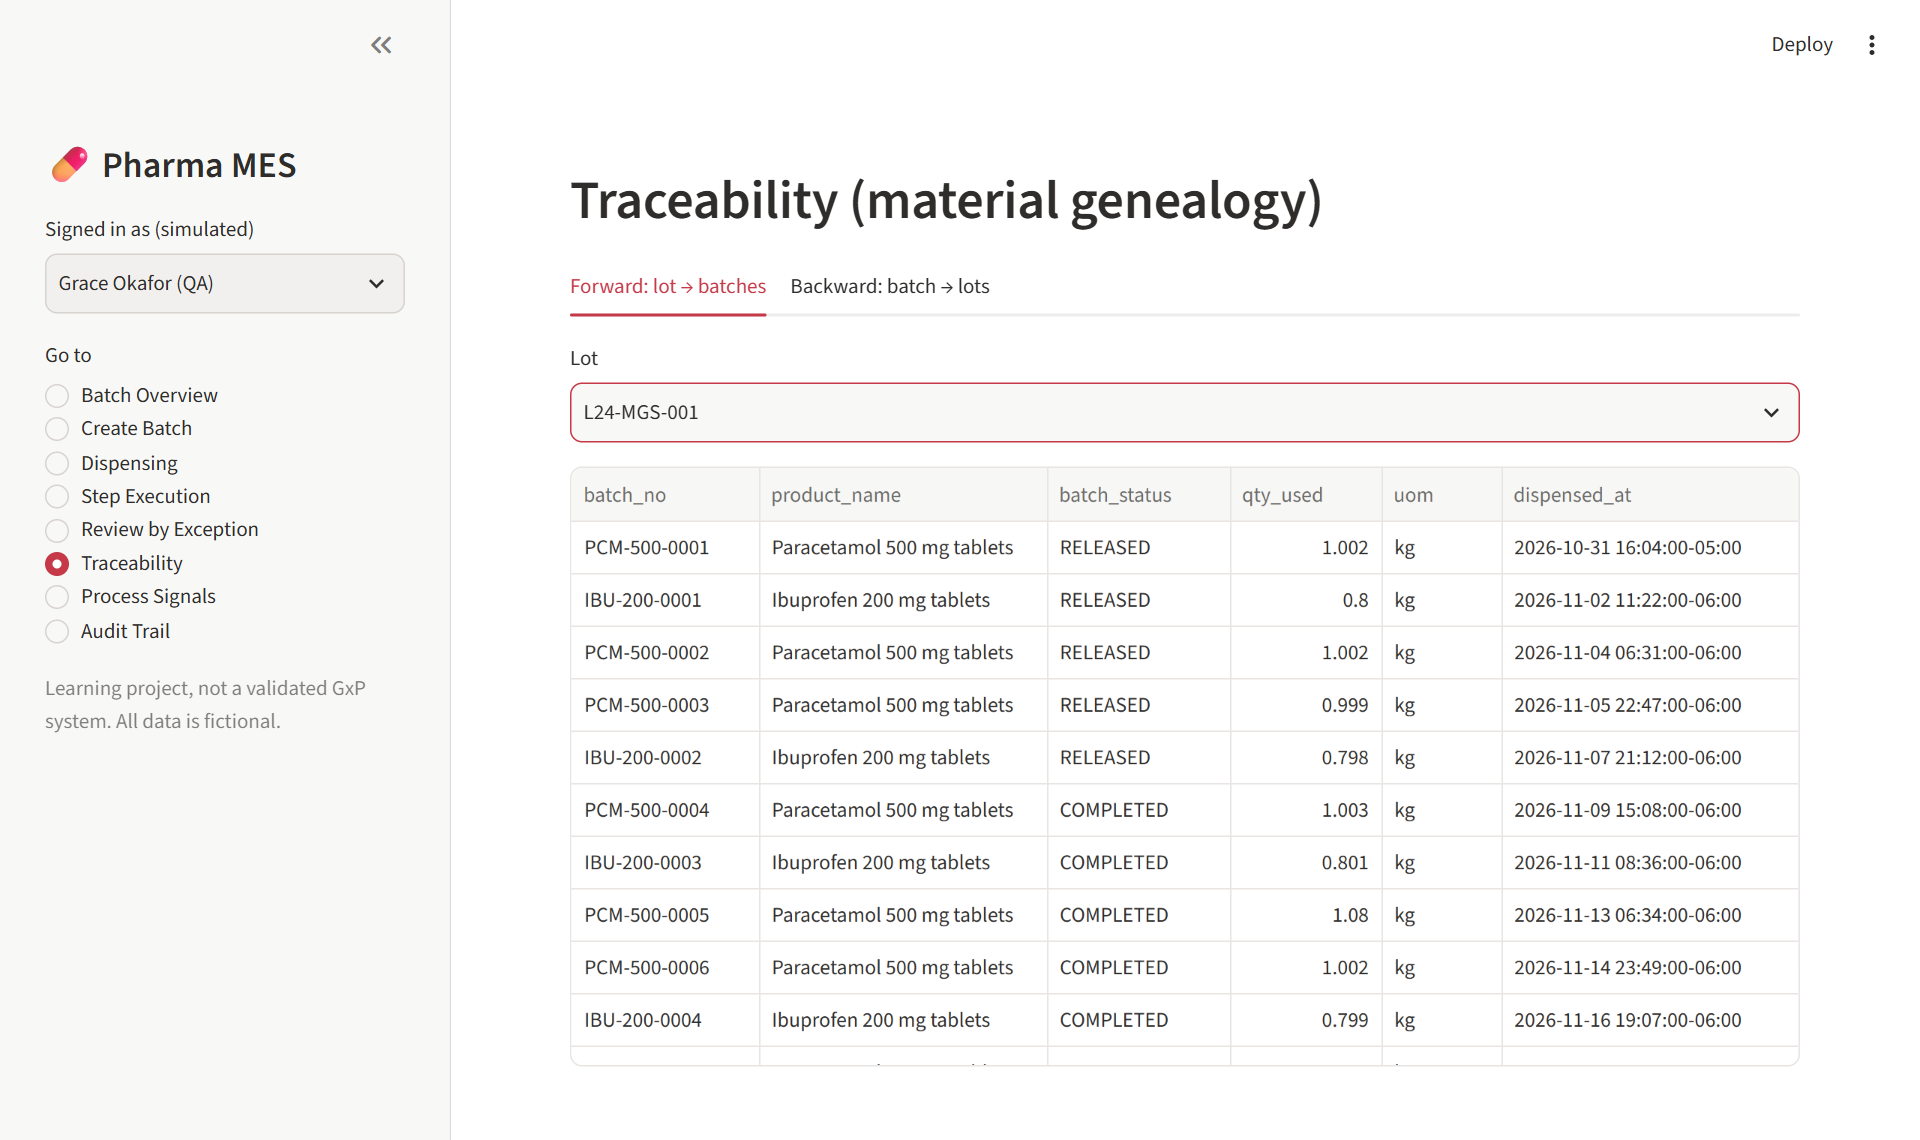 Deploy
Pharma MES
Signed in as (simulated)
Grace Okafor (QA)
Go to
Batch Overview
Create Batch
Dispensing
Step Execution
Review by Exception
Traceability
Process Signals
Audit Trail
Learning project, not a validated GxP
system. All data is fictional.
Traceability (material genealogy)
Forward: lot → batches Backward: batch → lots
Lot
L24-MGS-001
batch_no product_name batch_status qty_used uom dispensed_at
PCM-500-0001 Paracetamol 500 mg tablets RELEASED 1.002 kg 2026-10-31 16:04:00-05:00
IBU-200-0001 Ibuprofen 200 mg tablets RELEASED 0.8 kg 2026-11-02 11:22:00-06:00
PCM-500-0002 Paracetamol 500 mg tablets RELEASED 1.002 kg 2026-11-04 06:31:00-06:00
PCM-500-0003 Paracetamol 500 mg tablets RELEASED 0.999 kg 2026-11-05 22:47:00-06:00
IBU-200-0002 Ibuprofen 200 mg tablets RELEASED 0.798 kg 2026-11-07 21:12:00-06:00
PCM-500-0004 Paracetamol 500 mg tablets COMPLETED 1.003 kg 2026-11-09 15:08:00-06:00
IBU-200-0003 Ibuprofen 200 mg tablets COMPLETED 0.801 kg 2026-11-11 08:36:00-06:00
PCM-500-0005 Paracetamol 500 mg tablets COMPLETED 1.08 kg 2026-11-13 06:34:00-06:00
PCM-500-0006 Paracetamol 500 mg tablets COMPLETED 1.002 kg 2026-11-14 23:49:00-06:00
IBU-200-0004 Ibuprofen 200 mg tablets COMPLETED 0.799 kg 2026-11-16 19:07:00-06:00